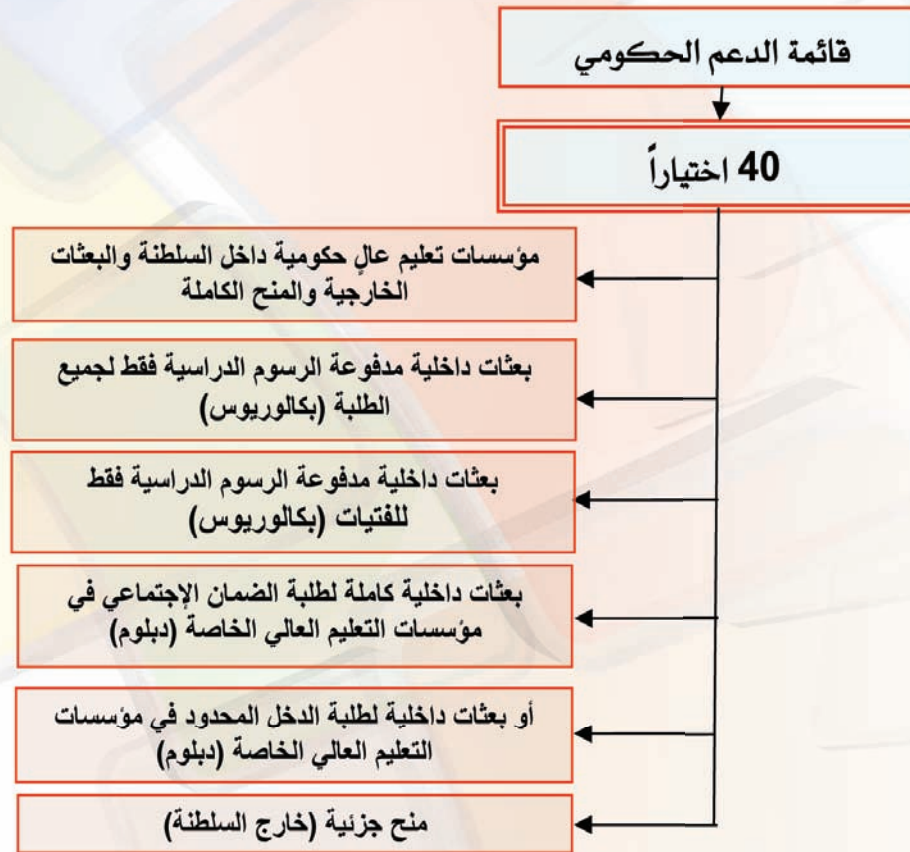 قائمة الدعم الحكومي
40 اختياراً
مؤسسات تعليم عالٍ حكومية داخل السلطنة والبعثات
الخارجية والمنح الكاملة
بعثات داخلية مدفوعة الرسوم الدراسية فقط لجميع
الطلبة (بكالوريوس)
بعثات داخلية مدفوعة الرسوم الدراسية فقط
للفتيات (بكالوريوس)
بعثات داخلية كاملة لطلبة الضمان الإجتماعي في
مؤسسات التعليم العالي الخاصة (دبلوم)
أو بعثات داخلية لطلبة الدخل المحدود في مؤسسات
التعليم العالي الخاصة (دبلوم)
منح جزئية (خارج السلطنة)